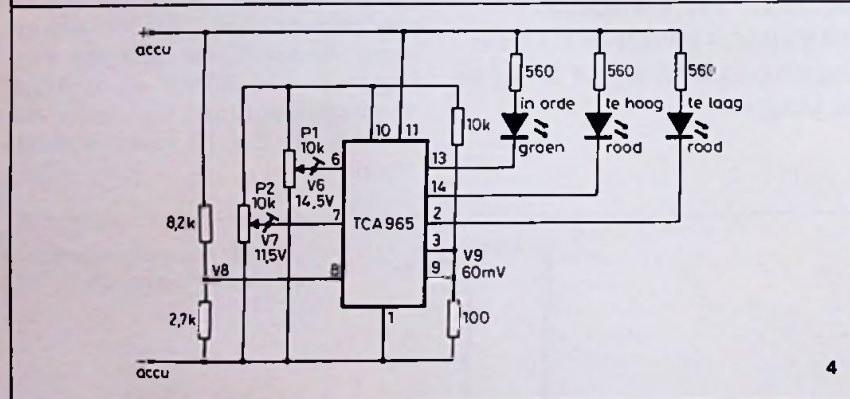 +
accu
560
560
560
in orde
te hoog
te laag
groen
rood
rood
P1
10k
10
11
10k
6
V6
14,5V
13
14
P2
10k
7
V7
11,5V
TCA965
2
3
V9
8,2k
V8
8
9
60mV
2,7k
1
100
-
accu
4